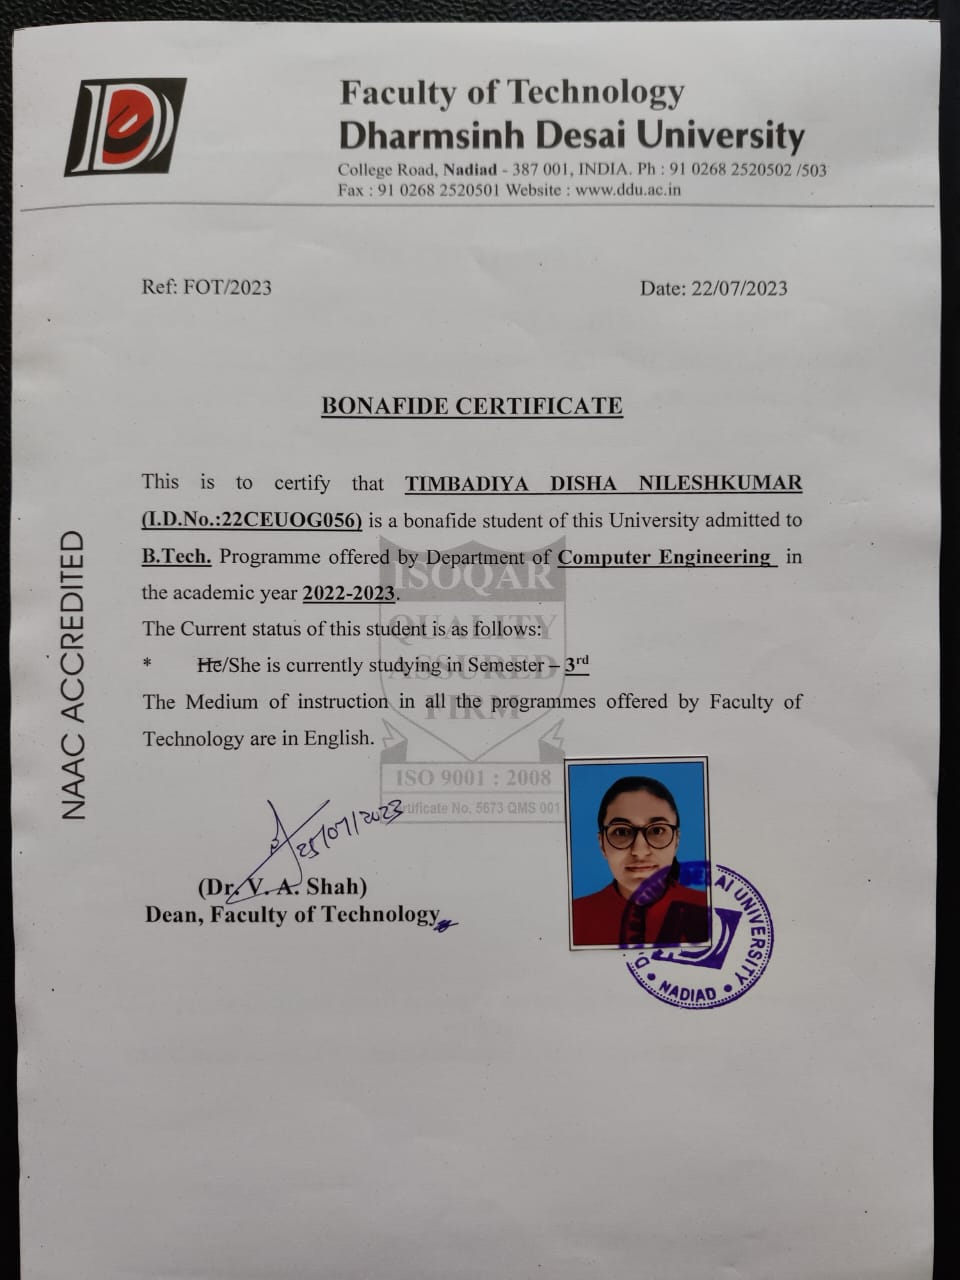 Faculty of Technology
Dharmsinh Desai University
College Road, Nadiad - 387 001, INDIA. Ph : 91 0268 2520502 /503
Fax : 91 0268 2520501 Website : www.ddu.ac.in
Ref: FOT/2023
Date: 22/07/2023
BONAFIDE CERTIFICATE
This is to certify that TIMBADIYA DISHA NILESHKUMAR
(I.D.No.:22CEUOG056) is a bonafide student of this University admitted to
B.Tech. Programme offered by Department of Computer Engineering in
the academic year 2022-2023.
The Current status of this student is as follows:
* He/She is currently studying in Semester – 3rd
The Medium of instruction in all the programmes offered by Faculty of
Technology are in English.
NAAC ACCREDITED
ISOQAR
QUALITY
ASSURED
FIRM
ISO 9001 : 2008
No. 5673 QMS 001
25/07/2023
(Dr. V. A. Shah)
Dean, Faculty of Technology
UNIVERSITY
• NADIAD •